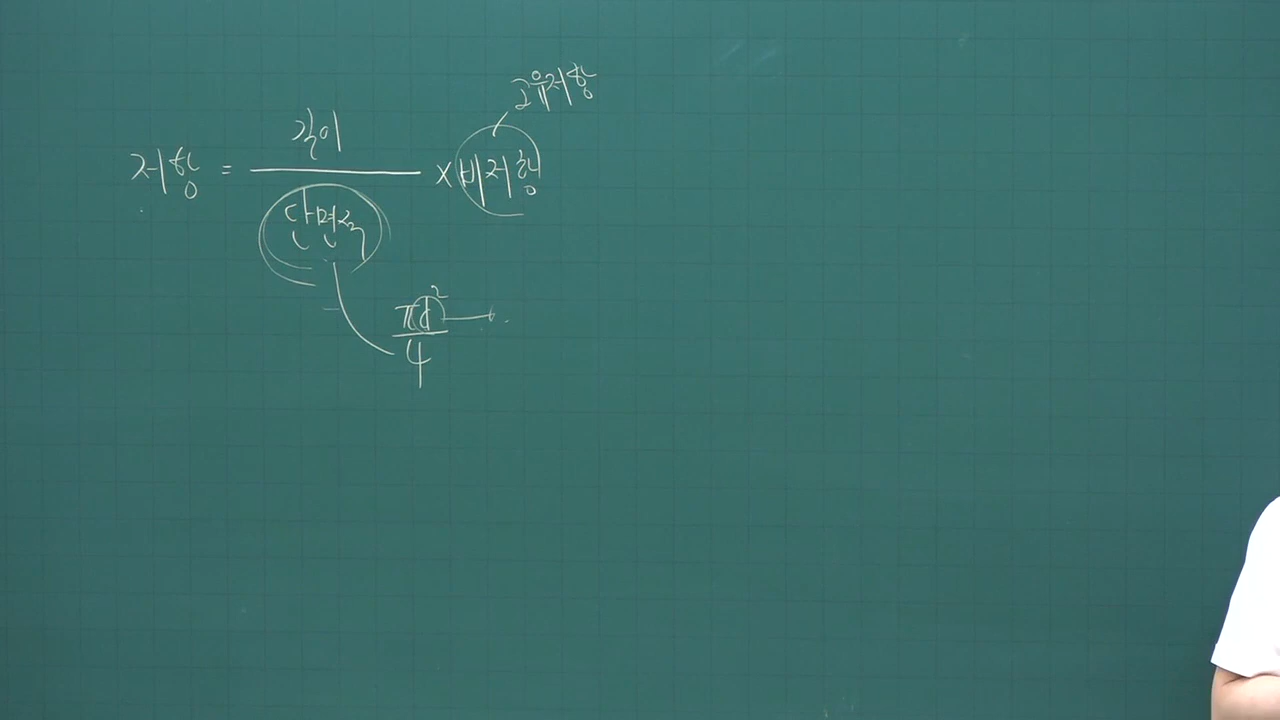 고유저항
저항 = 길이 / 단면적 × 비저항
πd² / 4